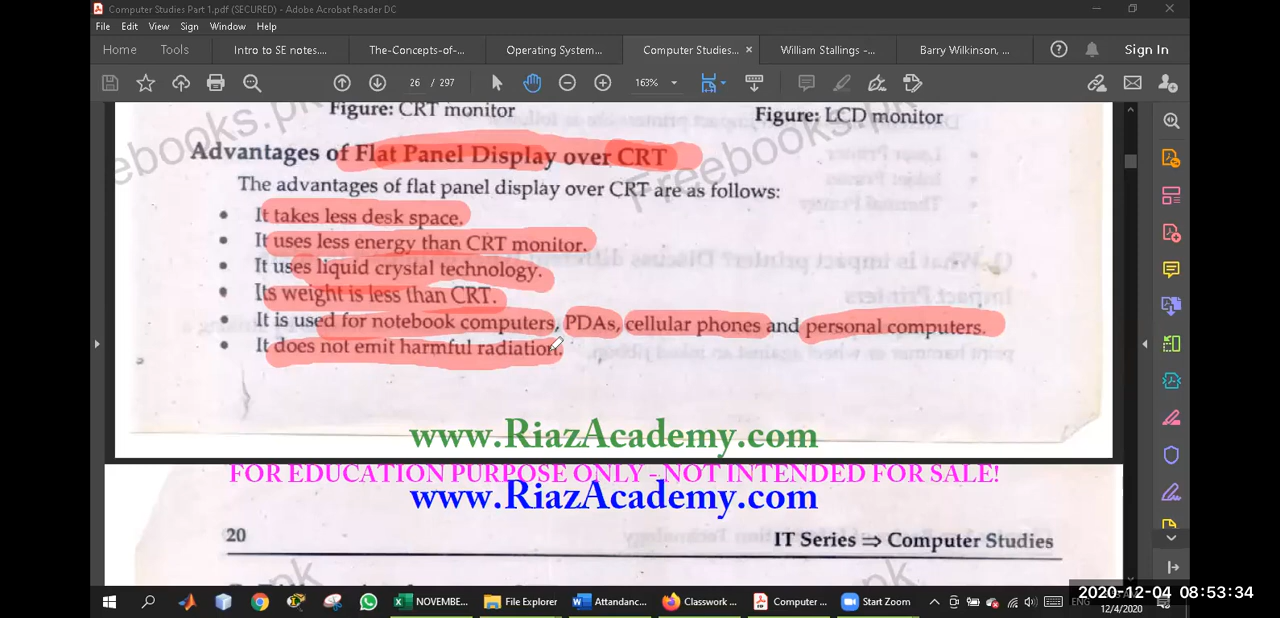 Computer Studies Part 1.pdf (SECURED) - Adobe Acrobat Reader DC
File Edit View Sign Window Help
Home Tools Intro to SE notes.... The-Concepts-of-... Operating System... Computer Studies... × William Stallings -... Barry Wilkinson, ... Sign In
26 / 297 163%
Figure: CRT monitor Figure: LCD monitor
Freebooks.pk
Advantages of Flat Panel Display over CRT
The advantages of flat panel display over CRT are as follows:
• It takes less desk space.
• It uses less energy than CRT monitor.
• It uses liquid crystal technology.
• Its weight is less than CRT.
• It is used for notebook computers, PDAs, cellular phones and personal computers.
• It does not emit harmful radiation.
www.RiazAcademy.com
FOR EDUCATION PURPOSE ONLY - NOT INTENDED FOR SALE!
www.RiazAcademy.com
20 IT Series ⇒ Computer Studies
NOVEMBE... File Explorer Attandanc... Classwork ... Computer ... Start Zoom ENG 2020-12-04 08:53:34
12/4/2020